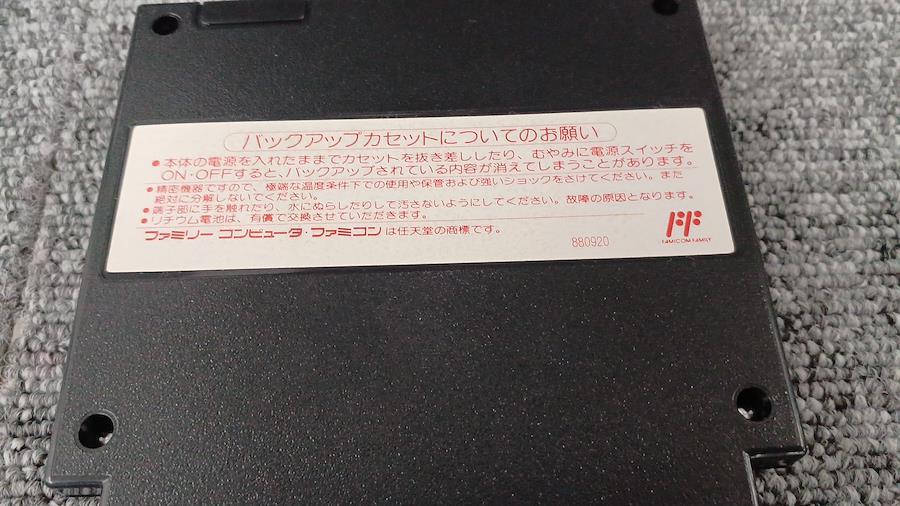 バックアップカセットについてのお願い
●本体の電源を入れたままでカセットを抜き差ししたり、むやみに電源スイッチを
ON・OFFすると、バックアップされている内容が消えてしまうことがあります。
●精密機器ですので、極端な温度条件下での使用や保管および強いショックをさけてください。また
絶対に分解しないでください。
●端子部に手を触れたり、水にぬらしたりして汚さないようにしてください。故障の原因となります。
●リチウム電池は、有償で交換させていただきます。
ファミリー コンピュータ・ファミコンは任天堂の商標です。
880920
FF
FAMICOM FAMILY